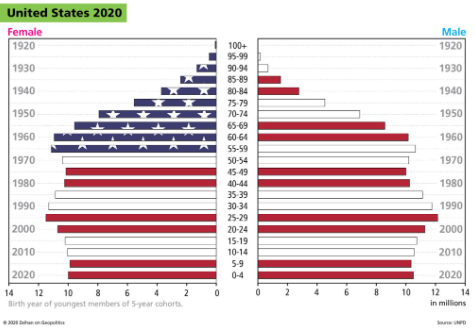 United States 2020
Female Male
1920 100+ 1920
95-99
1930 90-94 1930
85-89
1940 80-84 1940
75-79
1950 70-74 1950
65-69
1960 60-64 1960
55-59
1970 50-54 1970
45-49
1980 40-44 1980
35-39
1990 30-34 1990
25-29
2000 20-24 2000
15-19
2010 10-14 2010
5-9
2020 0-4 2020
14 12 10 8 6 4 2 0 0 2 4 6 8 10 12 14
Birth year of youngest members of 5-year cohorts. in millions
© 2020 Zeihan on Geopolitics Source: UNPD